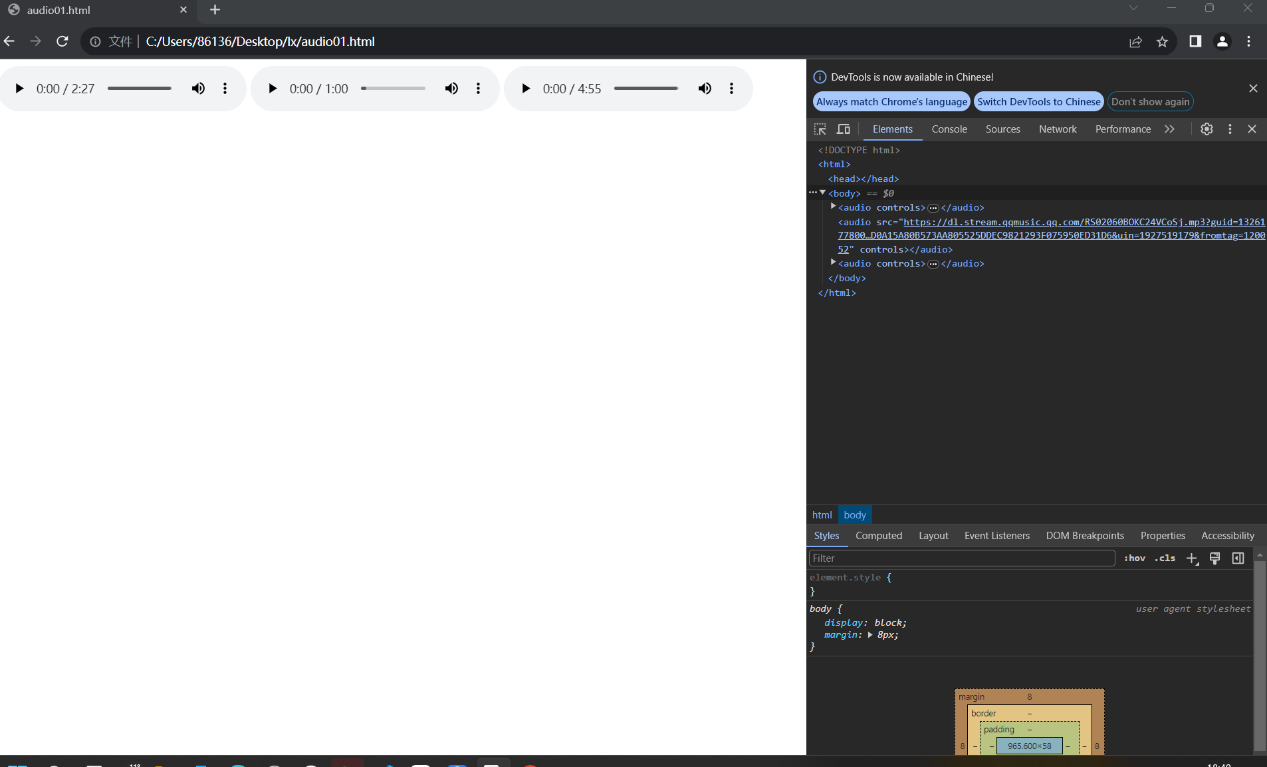 audio01.html
文件 C:/Users/86136/Desktop/lx/audio01.html
0:00 / 2:27
0:00 / 1:00
0:00 / 4:55
DevTools is now available in Chinese!
Always match Chrome's language Switch DevTools to Chinese Don't show again
Elements Console Sources Network Performance
<!DOCTYPE html>
<html>
<head></head>
<body> == $0
<audio controls>…</audio>
<audio src="https://dl.stream.qqmusic.qq.com/RS02060BOKC24VCoSj.mp3?guid=13261
77800…D0A15A80B573AA805525DDEC9821293F075950ED31D6&uin=1927519179&fromtag=1200
52" controls></audio>
<audio controls>…</audio>
</body>
</html>
html body
Styles Computed Layout Event Listeners DOM Breakpoints Properties Accessibility
Filter :hov .cls
element.style {
}
body { user agent stylesheet
display: block;
margin: 8px;
}
margin 8
border –
padding –
8 – – 965.600×58 – – 8